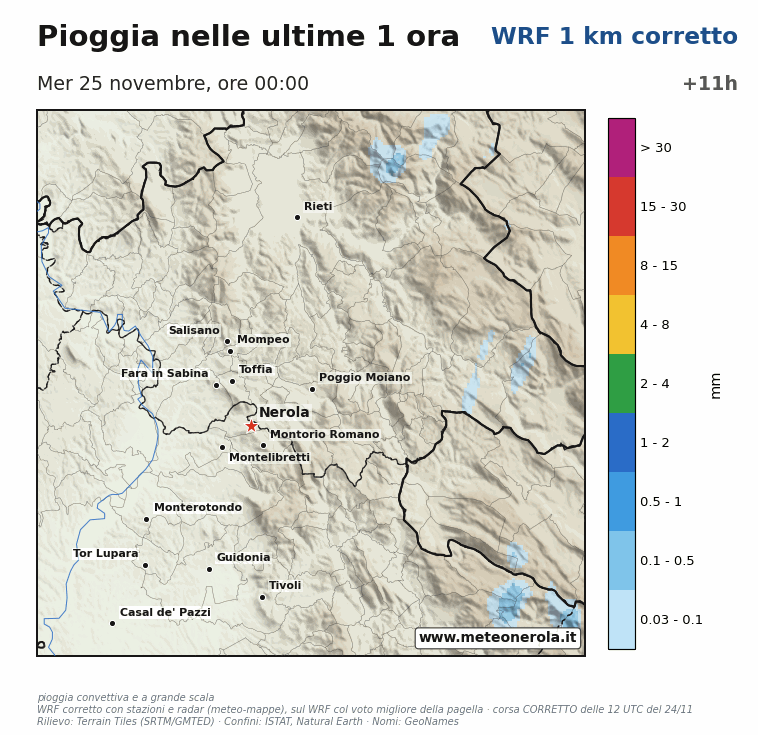 Pioggia nelle ultime 1 ora
WRF 1 km corretto
Mer 25 novembre, ore 00:00
+11h
Rieti
Salisano
Mompeo
Fara in Sabina
Toffia
Poggio Moiano
Nerola
Montorio Romano
Montelibretti
Monterotondo
Tor Lupara
Guidonia
Tivoli
Casal de' Pazzi
www.meteonerola.it
> 30
15 - 30
8 - 15
4 - 8
2 - 4
1 - 2
0.5 - 1
0.1 - 0.5
0.03 - 0.1
mm
pioggia convettiva e a grande scala
WRF corretto con stazioni e radar (meteo-mappe), sul WRF col voto migliore della pagella · corsa CORRETTO delle 12 UTC del 24/11
Rilievo: Terrain Tiles (SRTM/GMTED) · Confini: ISTAT, Natural Earth · Nomi: GeoNames